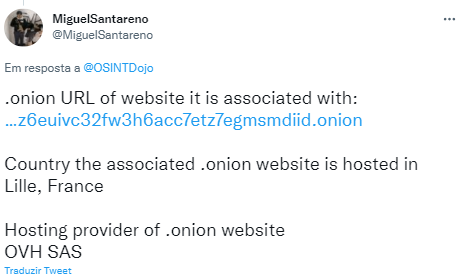 MiguelSantareno
@MiguelSantareno
Em resposta a @OSINTDojo
.onion URL of website it is associated with:
...z6euivc32fw3h6acc7etz7egmsmdiid.onion
Country the associated .onion website is hosted in
Lille, France
Hosting provider of .onion website
OVH SAS
Traduzir Tweet